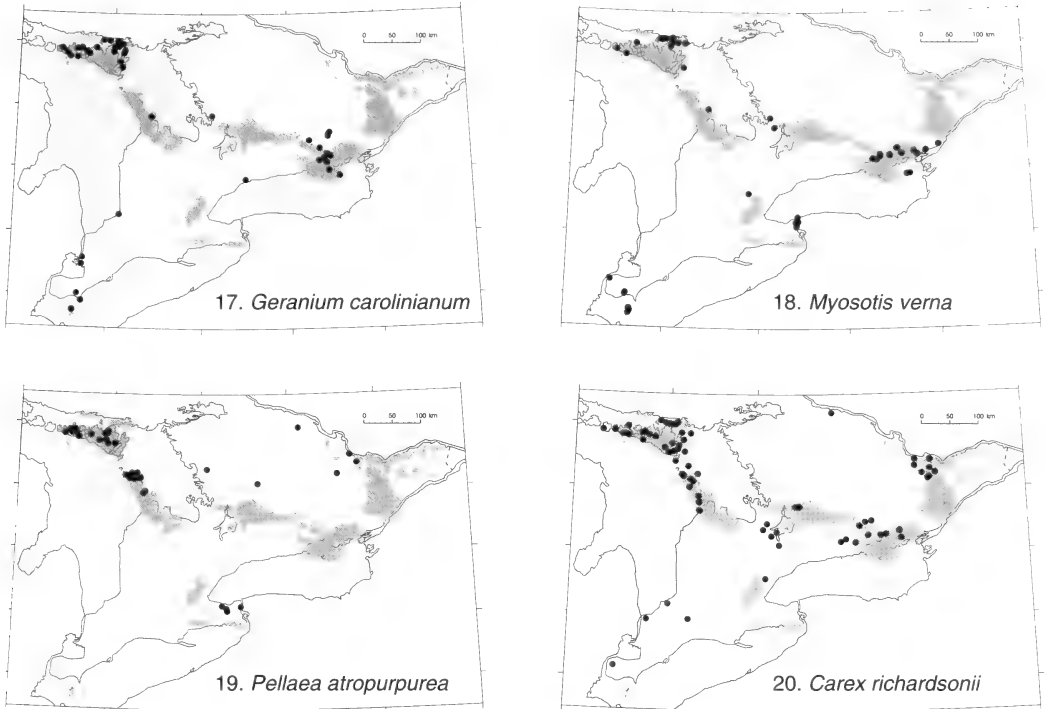 0 50 100 km
17. Geranium carolinianum
0 50 100 km
18. Myosotis verna
0 50 100 km
19. Pellaea atropurpurea
0 50 100 km
20. Carex richardsonii